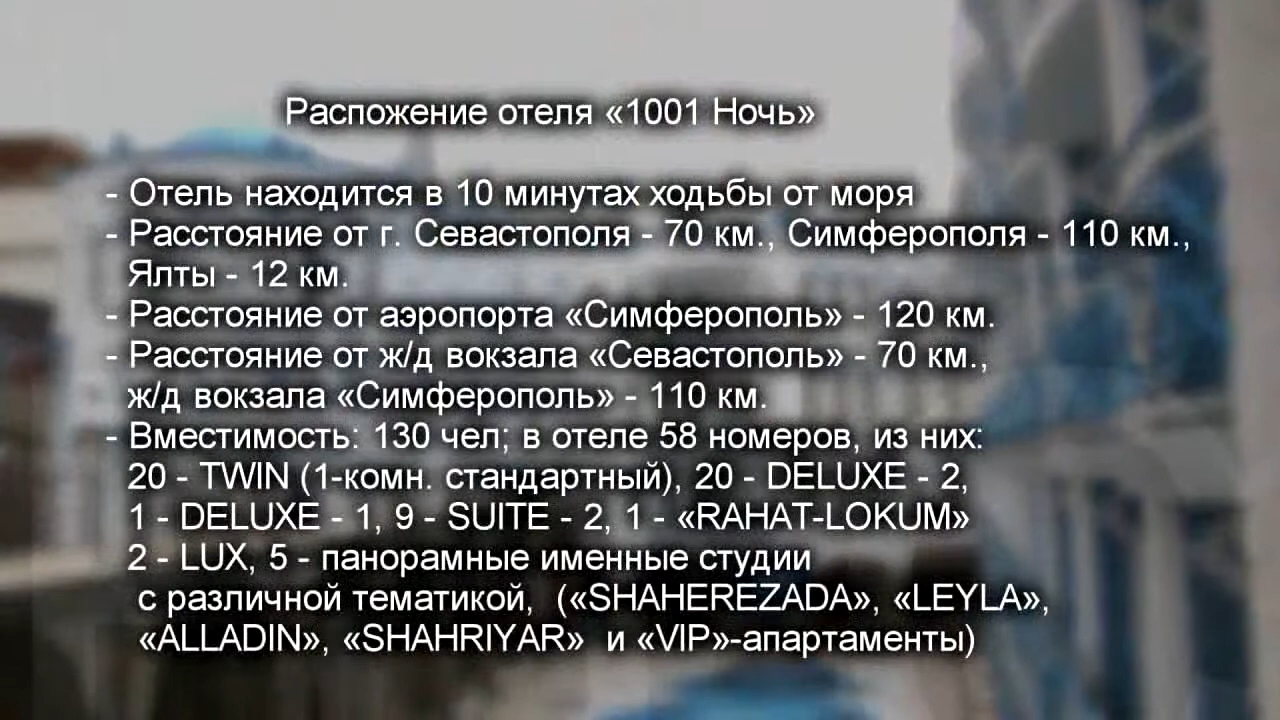 Распожение отеля «1001 Ночь»
- Отель находится в 10 минутах ходьбы от моря
- Расстояние от г. Севастополя - 70 км., Симферополя - 110 км.,
Ялты - 12 км.
- Расстояние от аэропорта «Симферополь» - 120 км.
- Расстояние от ж/д вокзала «Севастополь» - 70 км.,
ж/д вокзала «Симферополь» - 110 км.
- Вместимость: 130 чел; в отеле 58 номеров, из них:
20 - TWIN (1-комн. стандартный), 20 - DELUXE - 2,
1 - DELUXE - 1, 9 - SUITE - 2, 1 - «RAHAT-LOKUM»
2 - LUX, 5 - панорамные именные студии
с различной тематикой, («SHAHEREZADA», «LEYLA»,
«ALLADIN», «SHAHRIYAR» и «VIP»-апартаменты)